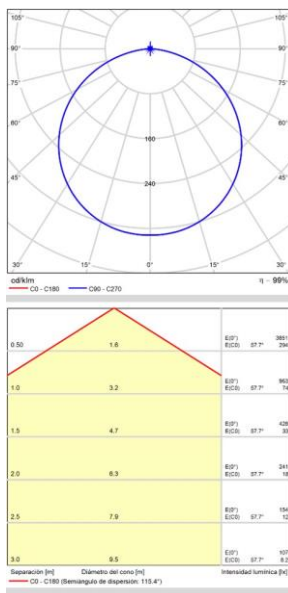 105° 105°
90° 90°
75° 75°
60° 60°
160
45° 45°
240
30° 15° 0° 15° 30°
cd/klm η = 99%
C0 - C180 C90 - C270
0.50 1.6 E(0°) 3851
E(C0) 57.7° 294
1.0 3.2 E(0°) 963
E(C0) 57.7° 74
1.5 4.7 E(0°) 428
E(C0) 57.7° 33
2.0 6.3 E(0°) 241
E(C0) 57.7° 18
2.5 7.9 E(0°) 154
E(C0) 57.7° 12
3.0 9.5 E(0°) 107
E(C0) 57.7° 8.2
Separación [m] Diámetro del cono [m] Intensidad lumínica [lx]
C0 - C180 (Semiángulo de dispersión: 115.4°)